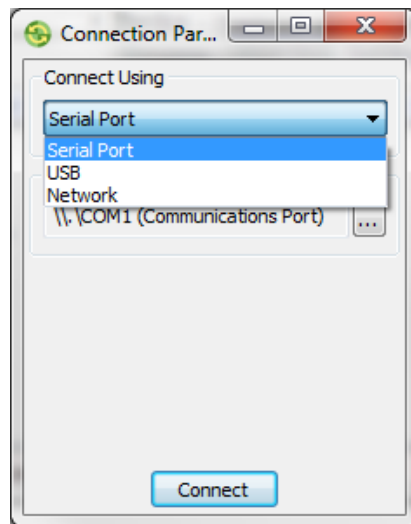 Connection Par...
Connect Using
Serial Port
Serial Port
USB
Network
\\.\COM1 (Communications Port)
...
Connect